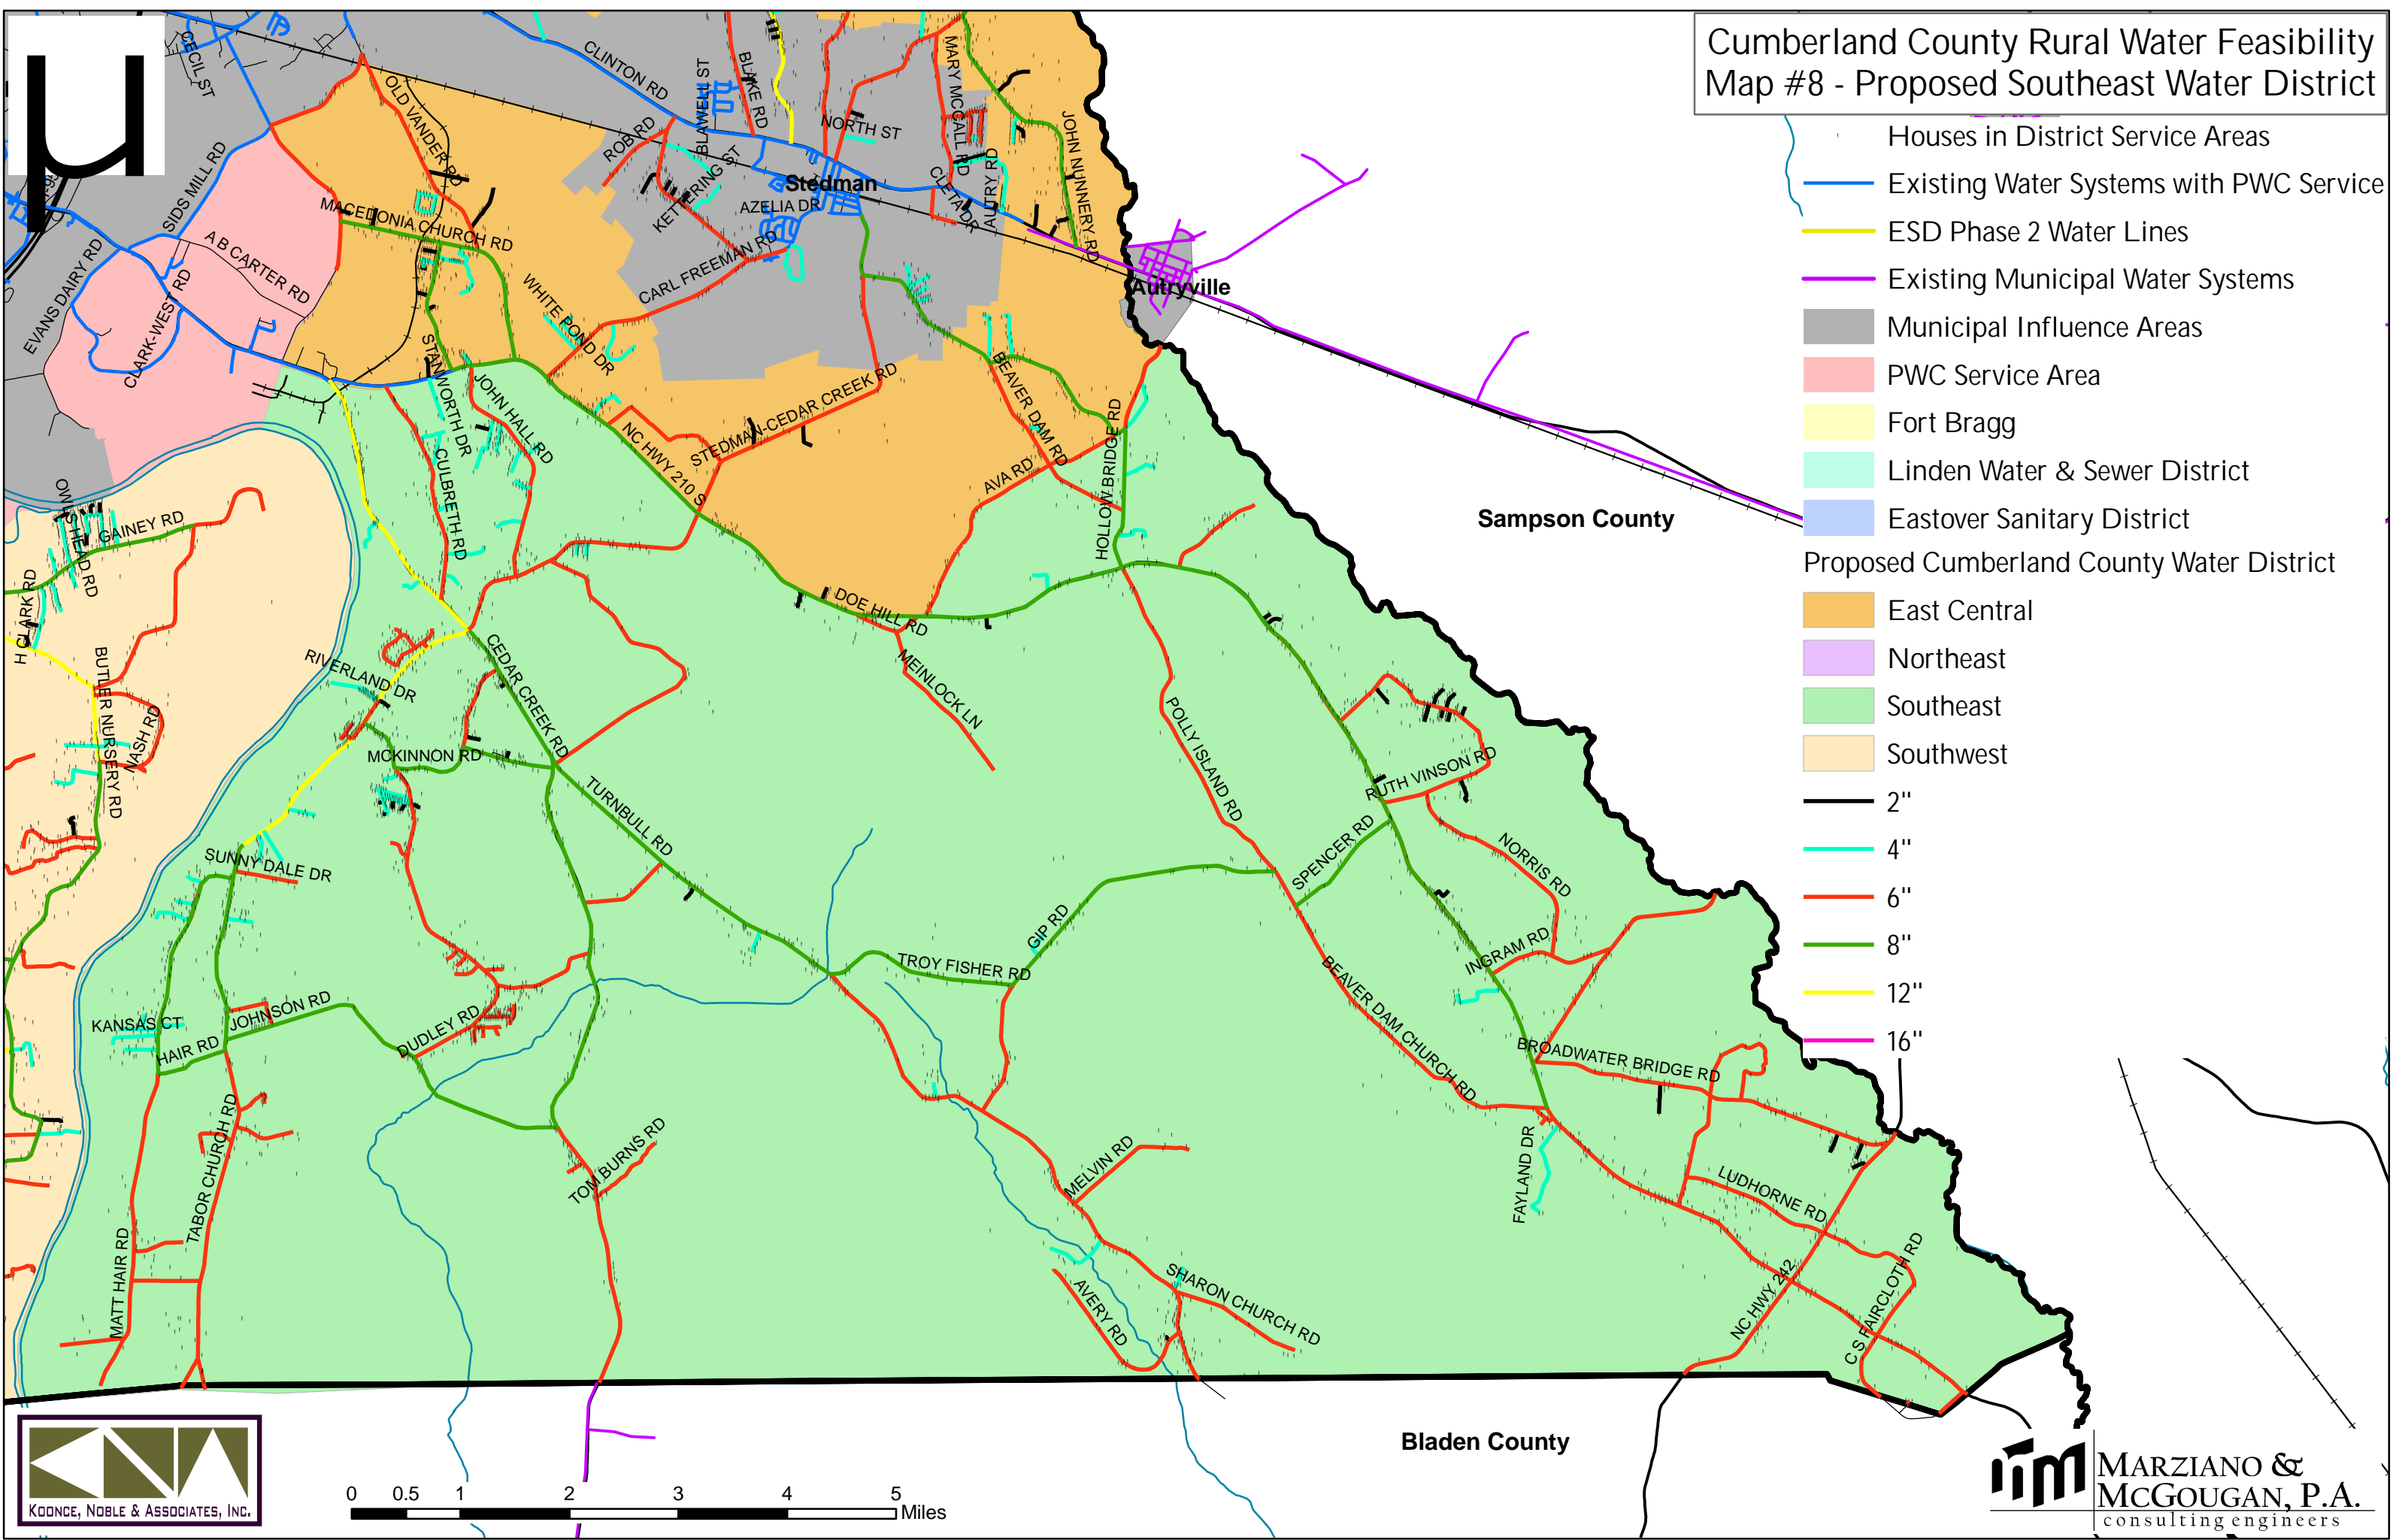 µ
Cumberland County Rural Water Feasibility
Map #8 - Proposed Southeast Water District
Houses in District Service Areas
Existing Water Systems with PWC Service
ESD Phase 2 Water Lines
Existing Municipal Water Systems
Municipal Influence Areas
PWC Service Area
Fort Bragg
Linden Water & Sewer District
Eastover Sanitary District
Proposed Cumberland County Water District
East Central
Northeast
Southeast
Southwest
2"
4"
6"
8"
12"
16"
CECIL ST
OLD VANDER RD
CLINTON RD
BLAWELL ST
BLAKE RD
NORTH ST
MARY MCCALL RD
JOHN NUNNERY RD
ROB RD
KETTERING ST
Stedman
AZELIA DR
CLETA DR
AUTRY RD
SIDS MILL RD
MACEDONIA CHURCH RD
A B CARTER RD
EVANS DAIRY RD
CLARK-WEST RD
CARL FREEMAN RD
WHITE POND DR
Autryville
STANWORTH DR
JOHN HALL RD
CULBRETH RD
NC HWY 210 S
STEDMAN-CEDAR CREEK RD
BEAVER DAM RD
AVA RD
HOLLOW BRIDGE RD
Sampson County
OWLS HEAD RD
GAINEY RD
H CLARK RD
BUTLER NURSERY RD
NASH RD
RIVERLAND DR
CEDAR CREEK RD
DOE HILL RD
MEINLOCK LN
POLLY ISLAND RD
MCKINNON RD
TURNBULL RD
RUTH VINSON RD
SPENCER RD
NORRIS RD
SUNNY DALE DR
GIP RD
TROY FISHER RD
INGRAM RD
BEAVER DAM CHURCH RD
KANSAS CT
JOHNSON RD
HAIR RD
DUDLEY RD
BROADWATER BRIDGE RD
TABOR CHURCH RD
TOM BURNS RD
MELVIN RD
FAYLAND DR
LUDHORNE RD
MATT HAIR RD
AVERY RD
SHARON CHURCH RD
NC HWY 242
C S FAIRCLOTH RD
Bladen County
KOONCE, NOBLE & ASSOCIATES, INC.
0 0.5 1 2 3 4 5
Miles
MARZIANO &
MCGOUGAN, P.A.
consulting engineers